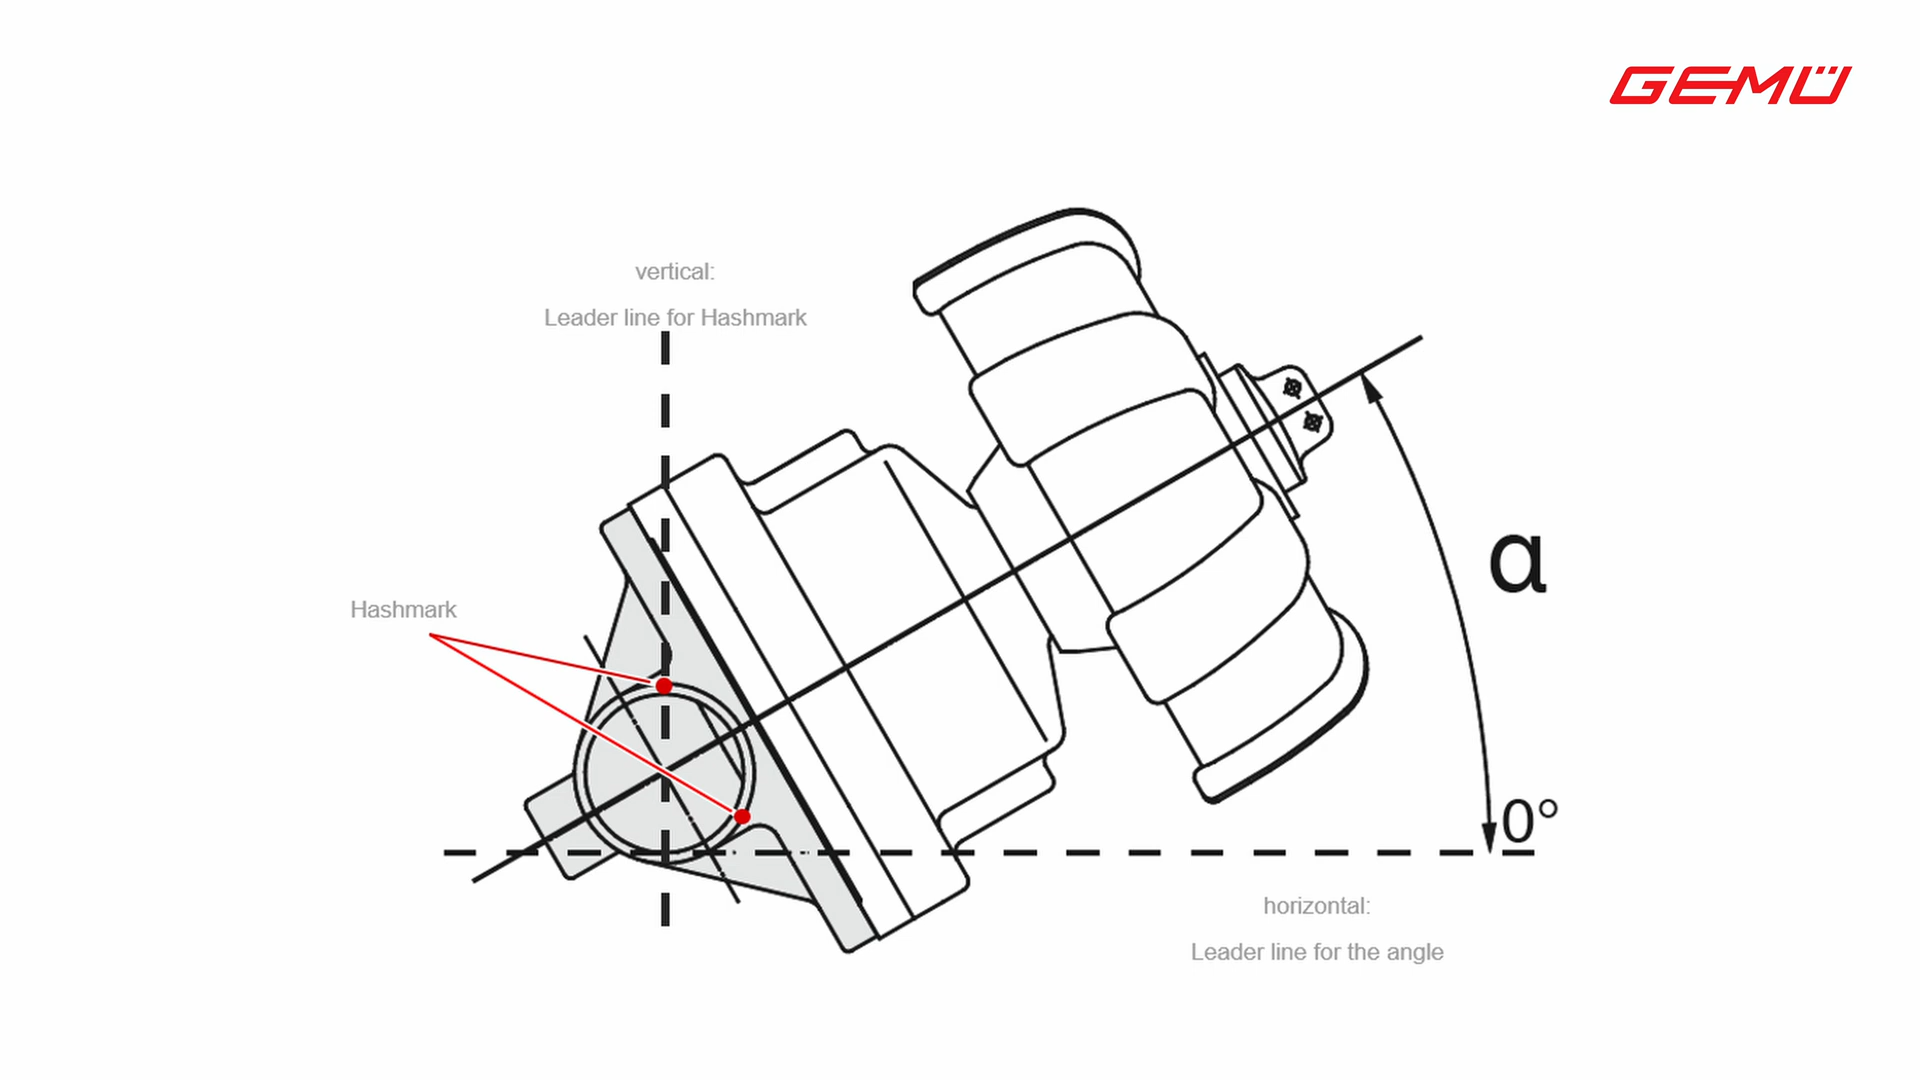 GEMÜ
vertical:
Leader line for Hashmark
Hashmark
α
0°
horizontal:
Leader line for the angle